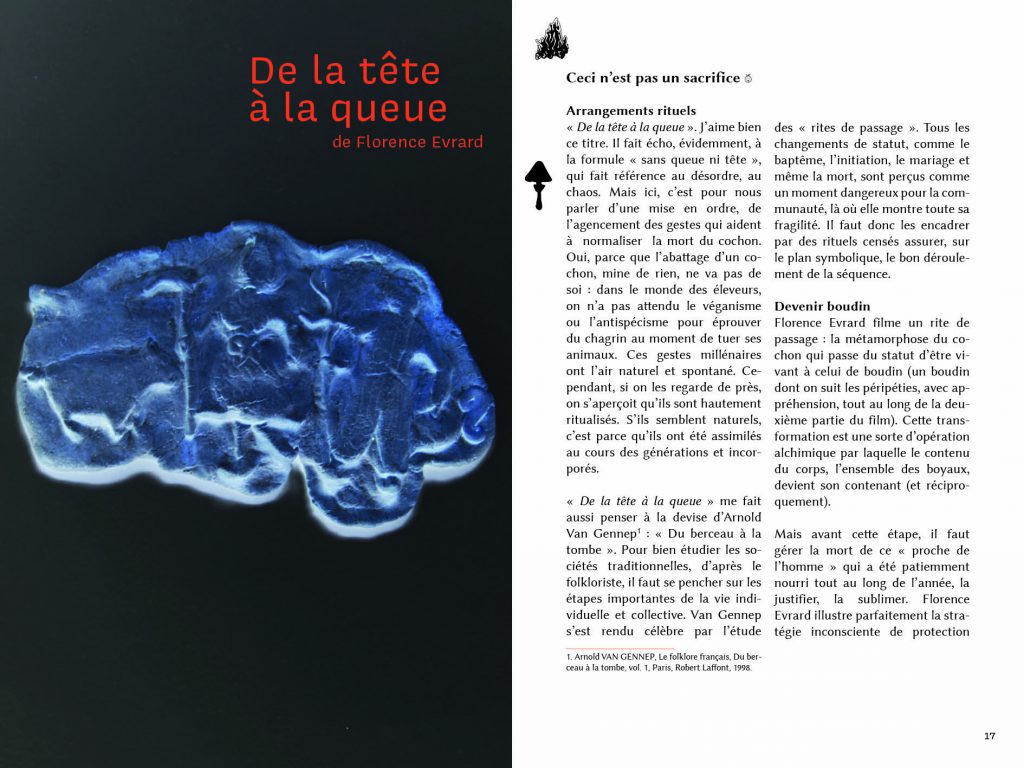 De la tête
à la queue
de Florence Evrard
Ceci n’est pas un sacrifice
Arrangements rituels
« De la tête à la queue ». J’aime bien
ce titre. Il fait écho, évidemment, à
la formule « sans queue ni tête »,
qui fait référence au désordre, au
chaos. Mais ici, c’est pour nous
parler d’une mise en ordre, de
l’agencement des gestes qui aident
à normaliser la mort du cochon.
Oui, parce que l’abattage d’un co-
chon, mine de rien, ne va pas de
soi : dans le monde des éleveurs,
on n’a pas attendu le véganisme
ou l’antispécisme pour éprouver
du chagrin au moment de tuer ses
animaux. Ces gestes millénaires
ont l’air naturel et spontané. Ce-
pendant, si on les regarde de près,
on s’aperçoit qu’ils sont hautement
ritualisés. S’ils semblent naturels,
c’est parce qu’ils ont été assimilés
au cours des générations et incor-
porés.
« De la tête à la queue » me fait
aussi penser à la devise d’Arnold
Van Gennep1 : « Du berceau à la
tombe ». Pour bien étudier les so-
ciétés traditionnelles, d’après le
folkloriste, il faut se pencher sur les
étapes importantes de la vie indi-
viduelle et collective. Van Gennep
s’est rendu célèbre par l’étude
1. Arnold VAN GENNEP, Le folklore français, Du ber-
ceau à la tombe, vol. 1, Paris, Robert Laffont, 1998.
des « rites de passage ». Tous les
changements de statut, comme le
baptême, l’initiation, le mariage et
même la mort, sont perçus comme
un moment dangereux pour la com-
munauté, là où elle montre toute sa
fragilité. Il faut donc les encadrer
par des rituels censés assurer, sur
le plan symbolique, le bon déroule-
ment de la séquence.
Devenir boudin
Florence Evrard filme un rite de
passage : la métamorphose du co-
chon qui passe du statut d’être vi-
vant à celui de boudin (un boudin
dont on suit les péripéties, avec ap-
préhension, tout au long de la deu-
xième partie du film). Cette trans-
formation est une sorte d’opération
alchimique par laquelle le contenu
du corps, l’ensemble des boyaux,
devient son contenant (et récipro-
quement).
Mais avant cette étape, il faut
gérer la mort de ce « proche de
l’homme » qui a été patiemment
nourri tout au long de l’année, la
justifier, la sublimer. Florence
Evrard illustre parfaitement la stra-
tégie inconsciente de protection
17